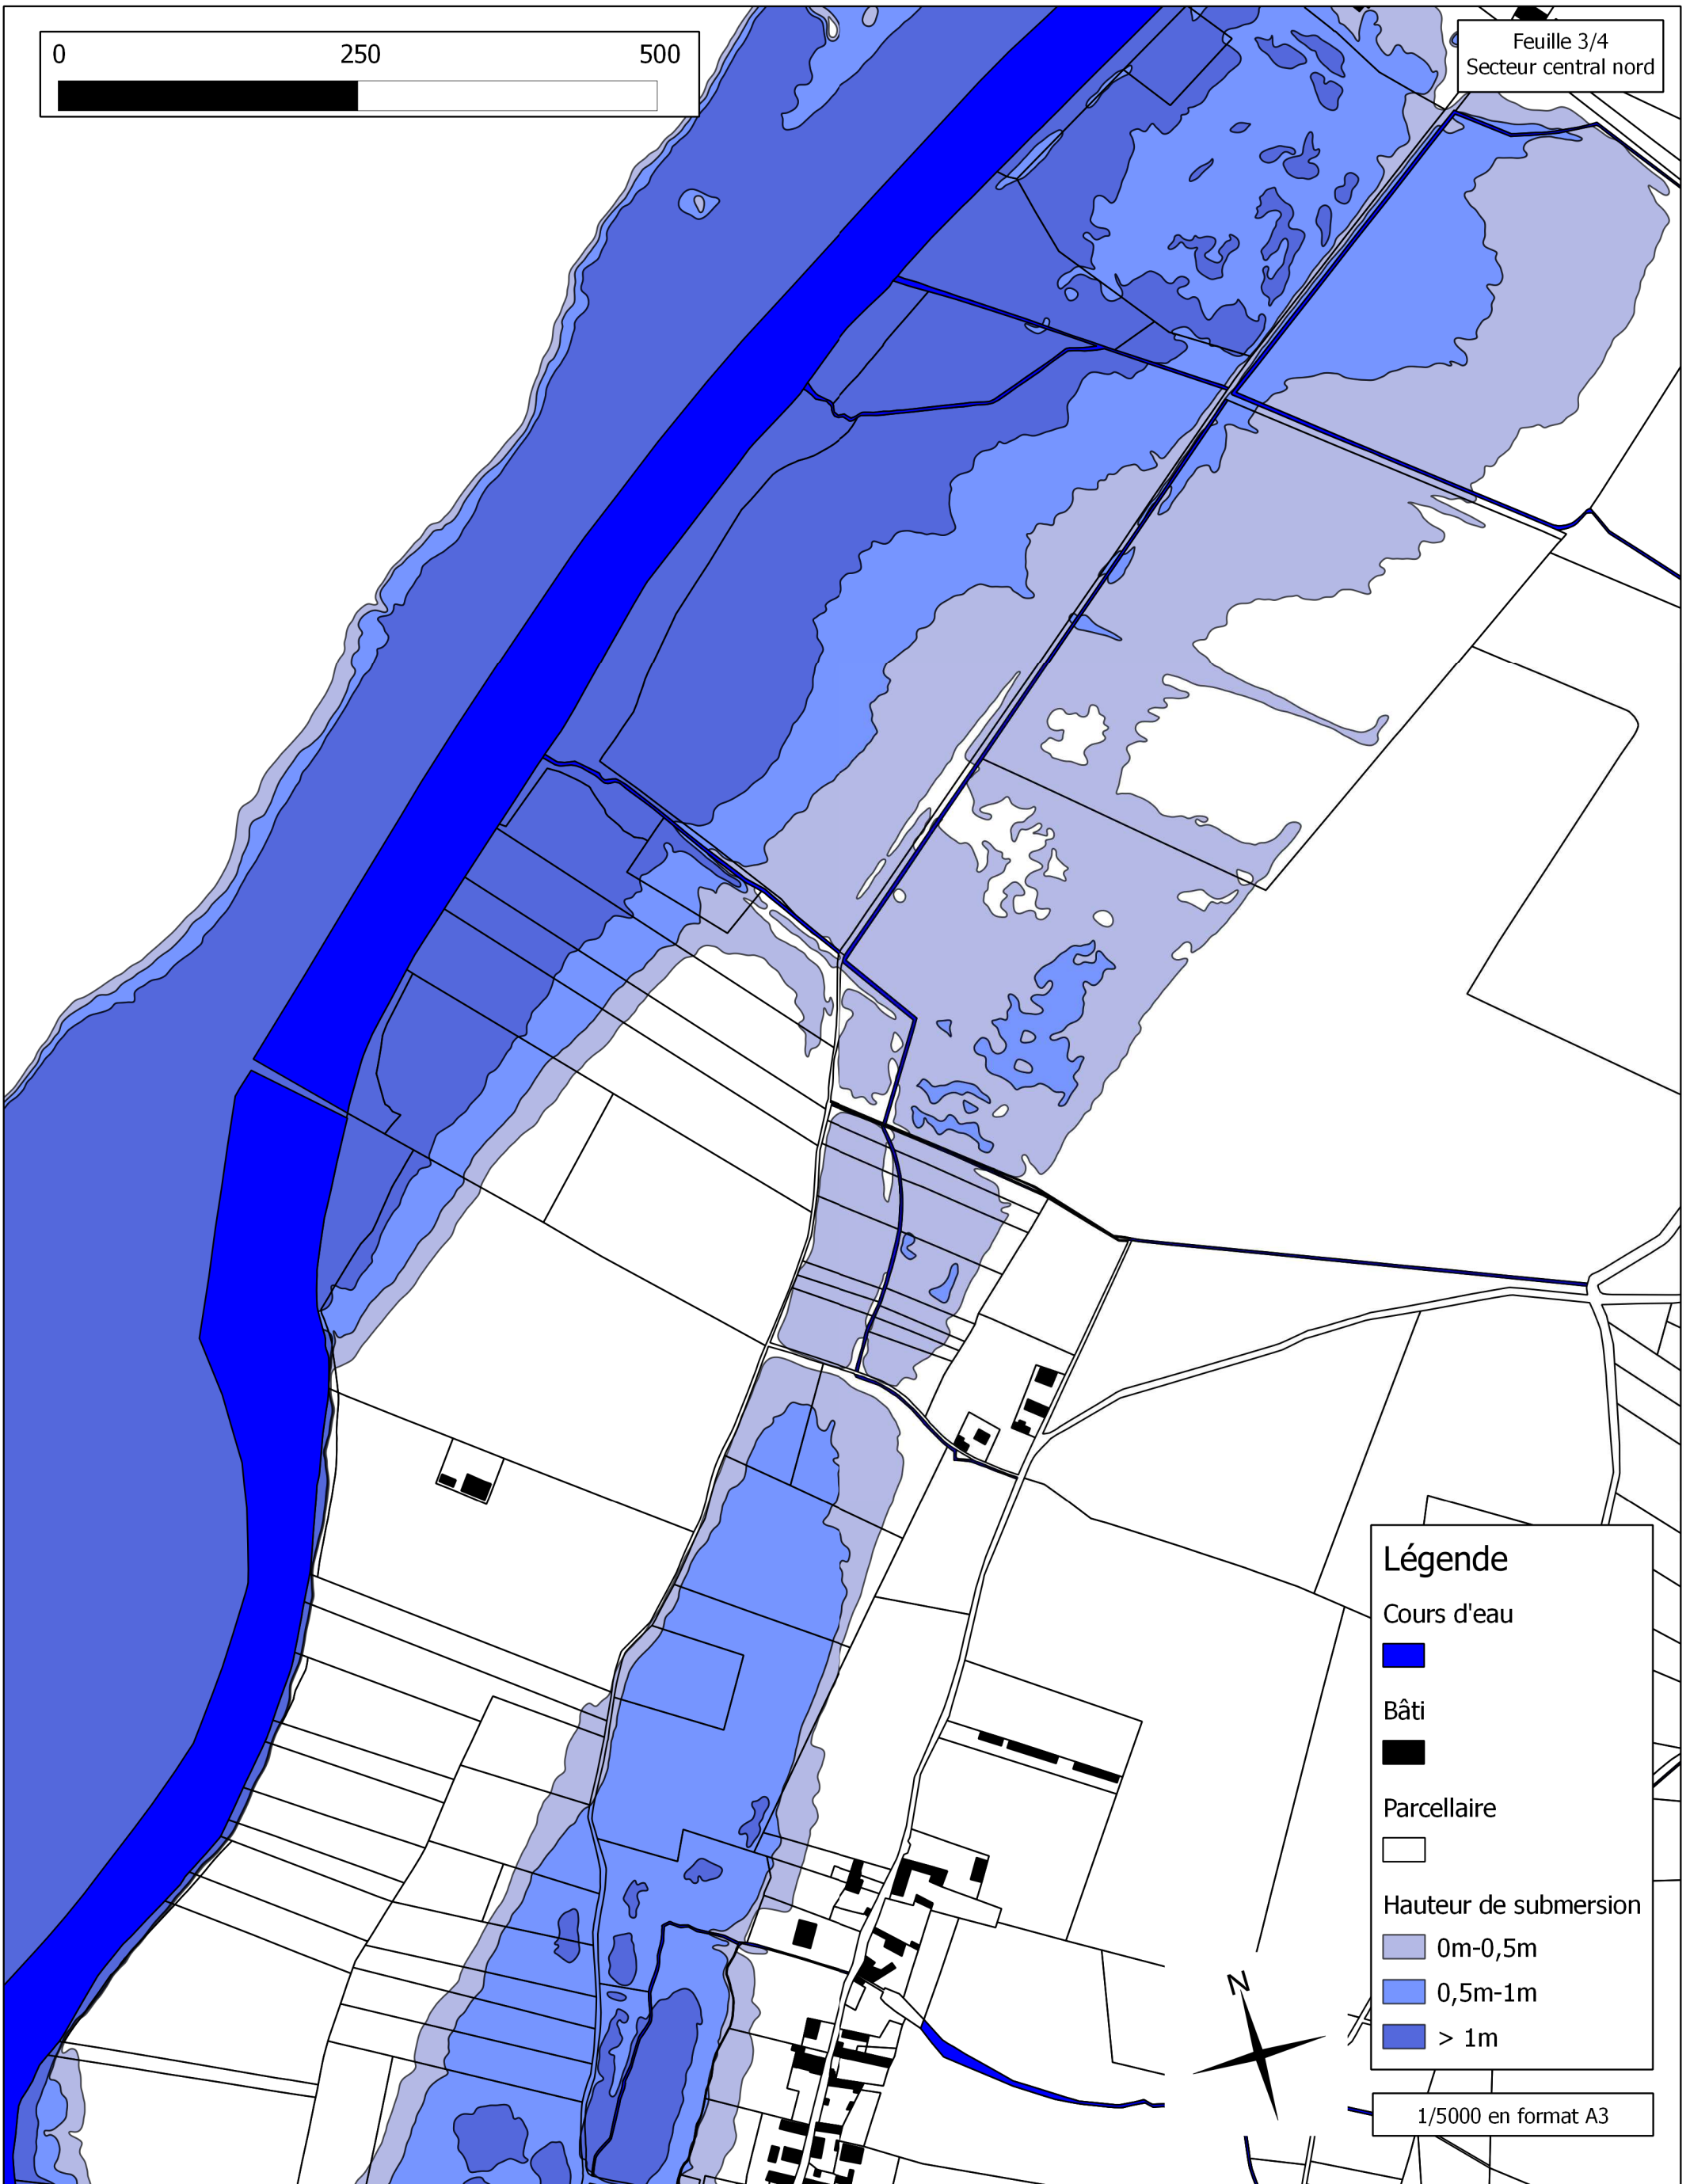 0 250 500
Feuille 3/4
Secteur central nord
Légende
Cours d'eau
Bâti
Parcellaire
Hauteur de submersion
0m-0,5m
0,5m-1m
> 1m
N
1/5000 en format A3